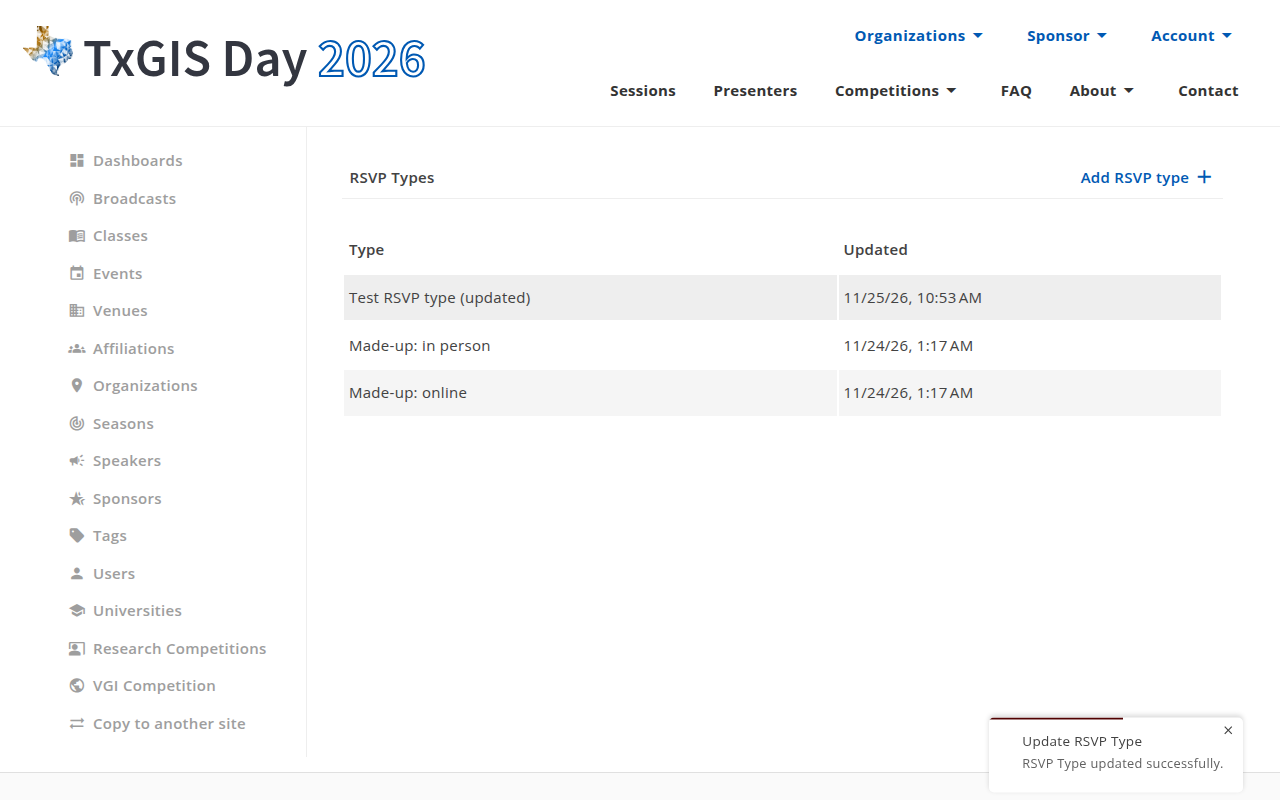 TxGIS Day 2026
Organizations
Sponsor
Account
Sessions
Presenters
Competitions
FAQ
About
Contact
Dashboards
Broadcasts
Classes
Events
Venues
Affiliations
Organizations
Seasons
Speakers
Sponsors
Tags
Users
Universities
Research Competitions
VGI Competition
Copy to another site
RSVP Types
Add RSVP type
Type Updated
Test RSVP type (updated) 11/25/26, 10:53 AM
Made-up: in person 11/24/26, 1:17 AM
Made-up: online 11/24/26, 1:17 AM
Update RSVP Type
RSVP Type updated successfully.